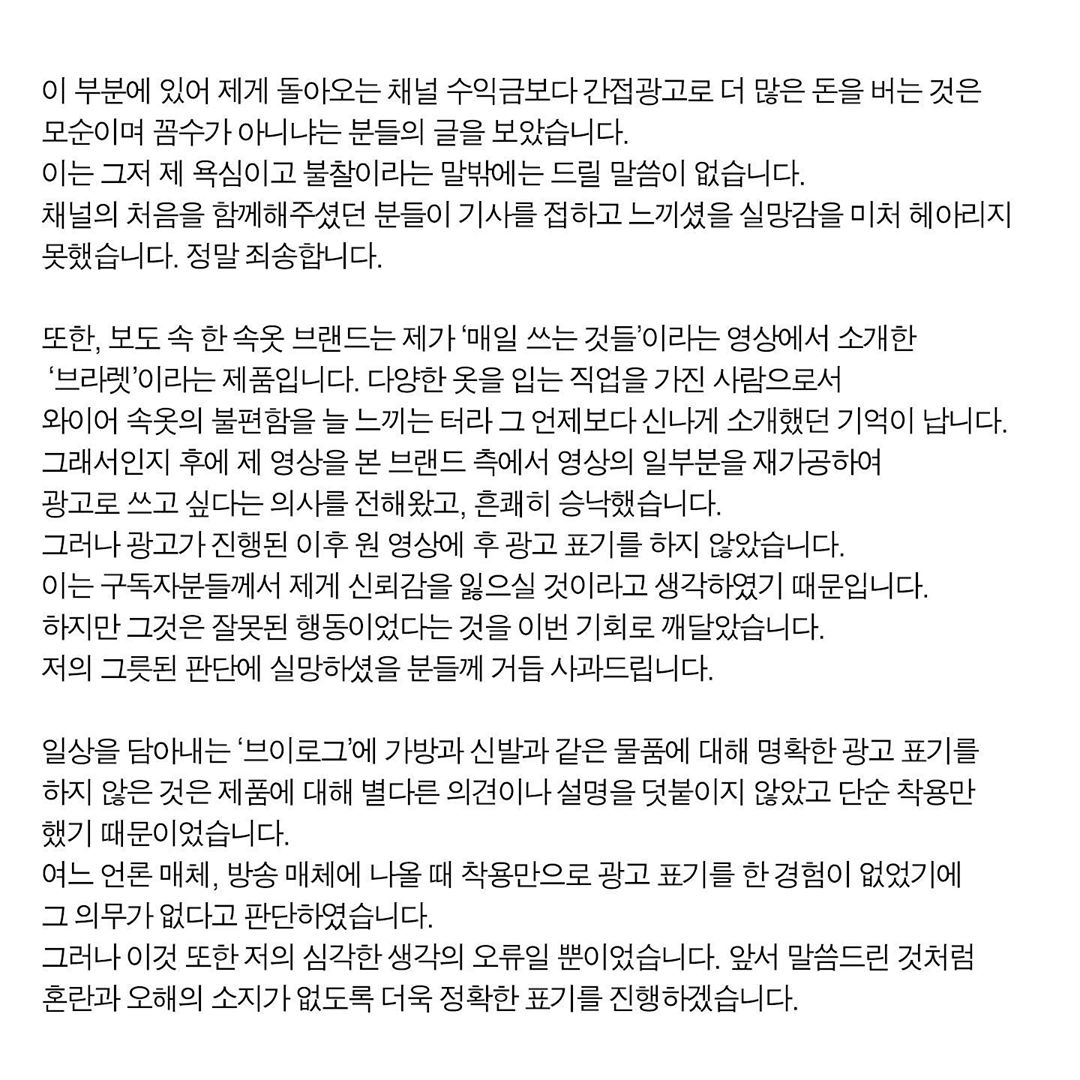 이 부분에 있어 제게 돌아오는 채널 수익금보다 간접광고로 더 많은 돈을 버는 것은
모순이며 꼼수가 아니냐는 분들의 글을 보았습니다.
이는 그저 제 욕심이고 불찰이라는 말밖에는 드릴 말씀이 없습니다.
채널의 처음을 함께해주셨던 분들이 기사를 접하고 느끼셨을 실망감을 미처 헤아리지
못했습니다. 정말 죄송합니다.
또한, 보도 속 한 속옷 브랜드는 제가 ‘매일 쓰는 것들’이라는 영상에서 소개한
‘브라렛’이라는 제품입니다. 다양한 옷을 입는 직업을 가진 사람으로서
와이어 속옷의 불편함을 늘 느끼는 터라 그 언제보다 신나게 소개했던 기억이 납니다.
그래서인지 후에 제 영상을 본 브랜드 측에서 영상의 일부분을 재가공하여
광고로 쓰고 싶다는 의사를 전해왔고, 흔쾌히 승낙했습니다.
그러나 광고가 진행된 이후 원 영상에 후 광고 표기를 하지 않았습니다.
이는 구독자분들께서 제게 신뢰감을 잃으실 것이라고 생각하였기 때문입니다.
하지만 그것은 잘못된 행동이었다는 것을 이번 기회로 깨달았습니다.
저의 그릇된 판단에 실망하셨을 분들께 거듭 사과드립니다.
일상을 담아내는 ‘브이로그’에 가방과 신발과 같은 물품에 대해 명확한 광고 표기를
하지 않은 것은 제품에 대해 별다른 의견이나 설명을 덧붙이지 않았고 단순 착용만
했기 때문이었습니다.
여느 언론 매체, 방송 매체에 나올 때 착용만으로 광고 표기를 한 경험이 없었기에
그 의무가 없다고 판단하였습니다.
그러나 이것 또한 저의 심각한 생각의 오류일 뿐이었습니다. 앞서 말씀드린 것처럼
혼란과 오해의 소지가 없도록 더욱 정확한 표기를 진행하겠습니다.